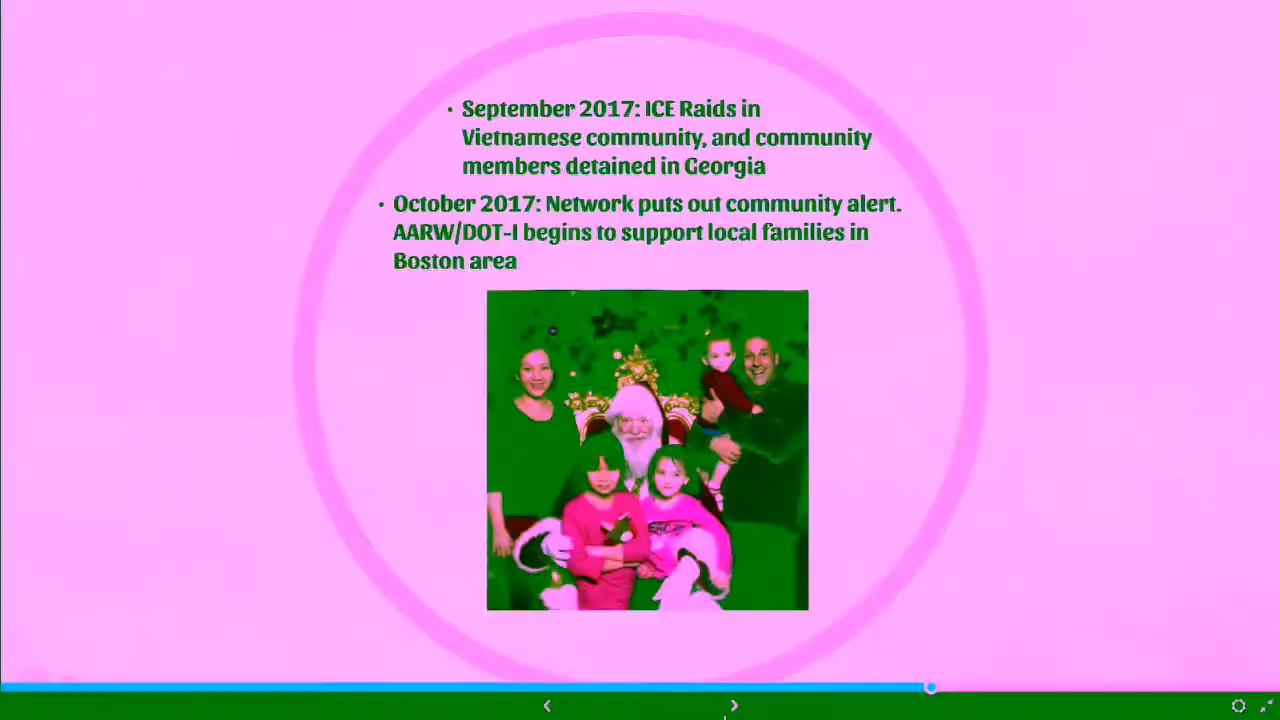 • September 2017: ICE Raids in
Vietnamese community, and community
members detained in Georgia
• October 2017: Network puts out community alert.
AARW/DOT-I begins to support local families in
Boston area